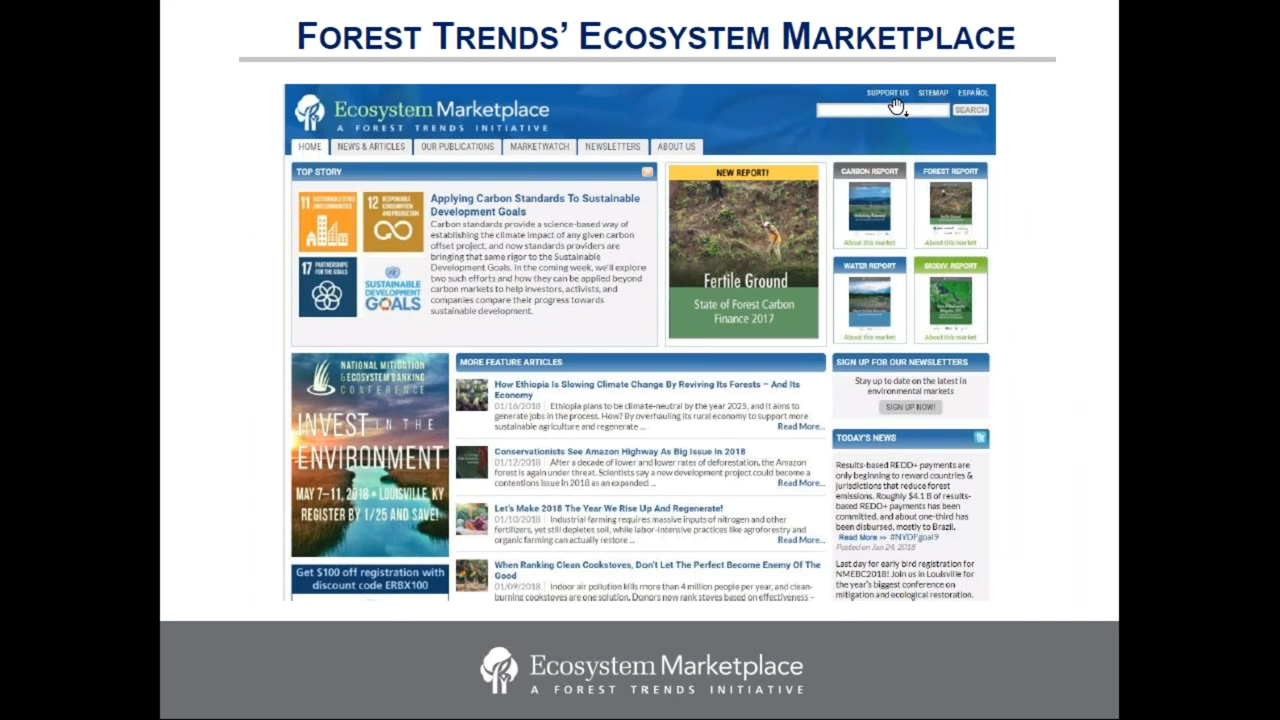 FOREST TRENDS' ECOSYSTEM MARKETPLACE
SUPPORT US SITEMAP ESPAÑOL
Ecosystem Marketplace
A FOREST TRENDS INITIATIVE
SEARCH
HOME NEWS & ARTICLES OUR PUBLICATIONS MARKETWATCH NEWSLETTERS ABOUT US
TOP STORY
11 SUSTAINABLE CITIES
AND COMMUNITIES
12 RESPONSIBLE
CONSUMPTION
AND PRODUCTION
17 PARTNERSHIPS
FOR THE GOALS
SUSTAINABLE
DEVELOPMENT
GOALS
Applying Carbon Standards To Sustainable
Development Goals
Carbon standards provide a science-based way of
establishing the climate impact of any given carbon
offset project, and now standards providers are
bringing that same rigor to the Sustainable
Development Goals. In the coming week, we'll explore
two such efforts and how they can be applied beyond
carbon markets to help investors, activists, and
companies compare their progress towards
sustainable development.
NEW REPORT!
Fertile Ground
State of Forest Carbon
Finance 2017
CARBON REPORT
About this market
FOREST REPORT
About this market
WATER REPORT
About this market
BIODIV. REPORT
About this market
NATIONAL MITIGATION
& ECOSYSTEM BANKING
CONFERENCE
INVEST IN THE
ENVIRONMENT
MAY 7–11, 2018 • LOUISVILLE, KY
REGISTER BY 1/25 AND SAVE!
Get $100 off registration with
discount code ERBX100
MORE FEATURE ARTICLES
How Ethiopia Is Slowing Climate Change By Reviving Its Forests – And Its
Economy
01/16/2018 | Ethiopia plans to be climate-neutral by the year 2025, and it aims to
generate jobs in the process. How? By overhauling its rural economy to support more
sustainable agriculture and regenerate ... Read More...
Conservationists See Amazon Highway As Big Issue In 2018
01/12/2018 | After a decade of lower and lower rates of deforestation, the Amazon
forest is again under threat. Scientists say a new development project could become a
contentions issue in 2018 as an expanded ... Read More...
Let's Make 2018 The Year We Rise Up And Regenerate!
01/10/2018 | Industrial farming requires massive inputs of nitrogen and other
fertilizers, yet still depletes soil, while labor-intensive practices like agroforestry and
organic farming can actually restore ... Read More...
When Ranking Clean Cookstoves, Don't Let The Perfect Become Enemy Of The
Good
01/09/2018 | Indoor air pollution kills more than 4 million people per year, and clean-
burning cookstoves are one solution. Donors now rank stoves based on effectiveness –
SIGN UP FOR OUR NEWSLETTERS
Stay up to date on the latest in
environmental markets
SIGN UP NOW!
TODAY'S NEWS
Results-based REDD+ payments are
only beginning to reward countries &
jurisdictions that reduce forest
emissions. Roughly $4.1 B of results-
based REDD+ payments has been
committed, and about one-third has
been disbursed, mostly to Brazil.
Read More >> #NYDFgoal9
Posted on Jan 24, 2018
Last day for early bird registration for
NMEBC2018! Join us in Louisville for
the year's biggest conference on
mitigation and ecological restoration.
Ecosystem Marketplace
A FOREST TRENDS INITIATIVE